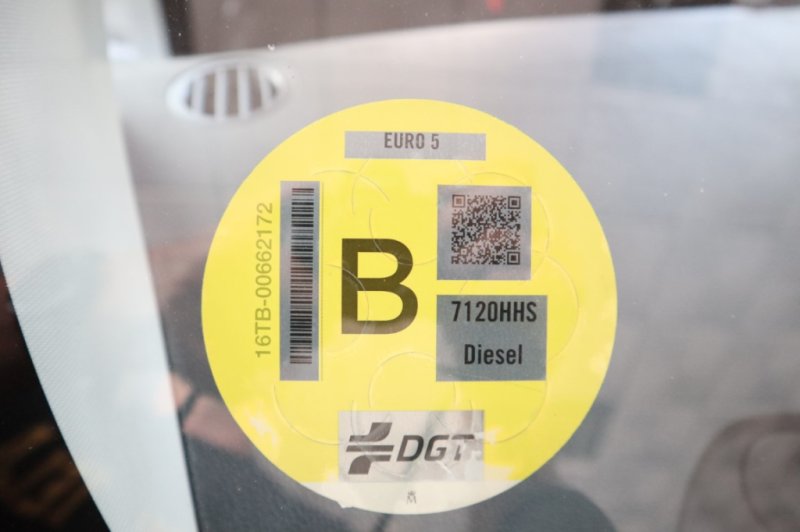 EURO 5
16TB-00662172
B
7120HHS
Diesel
DGT